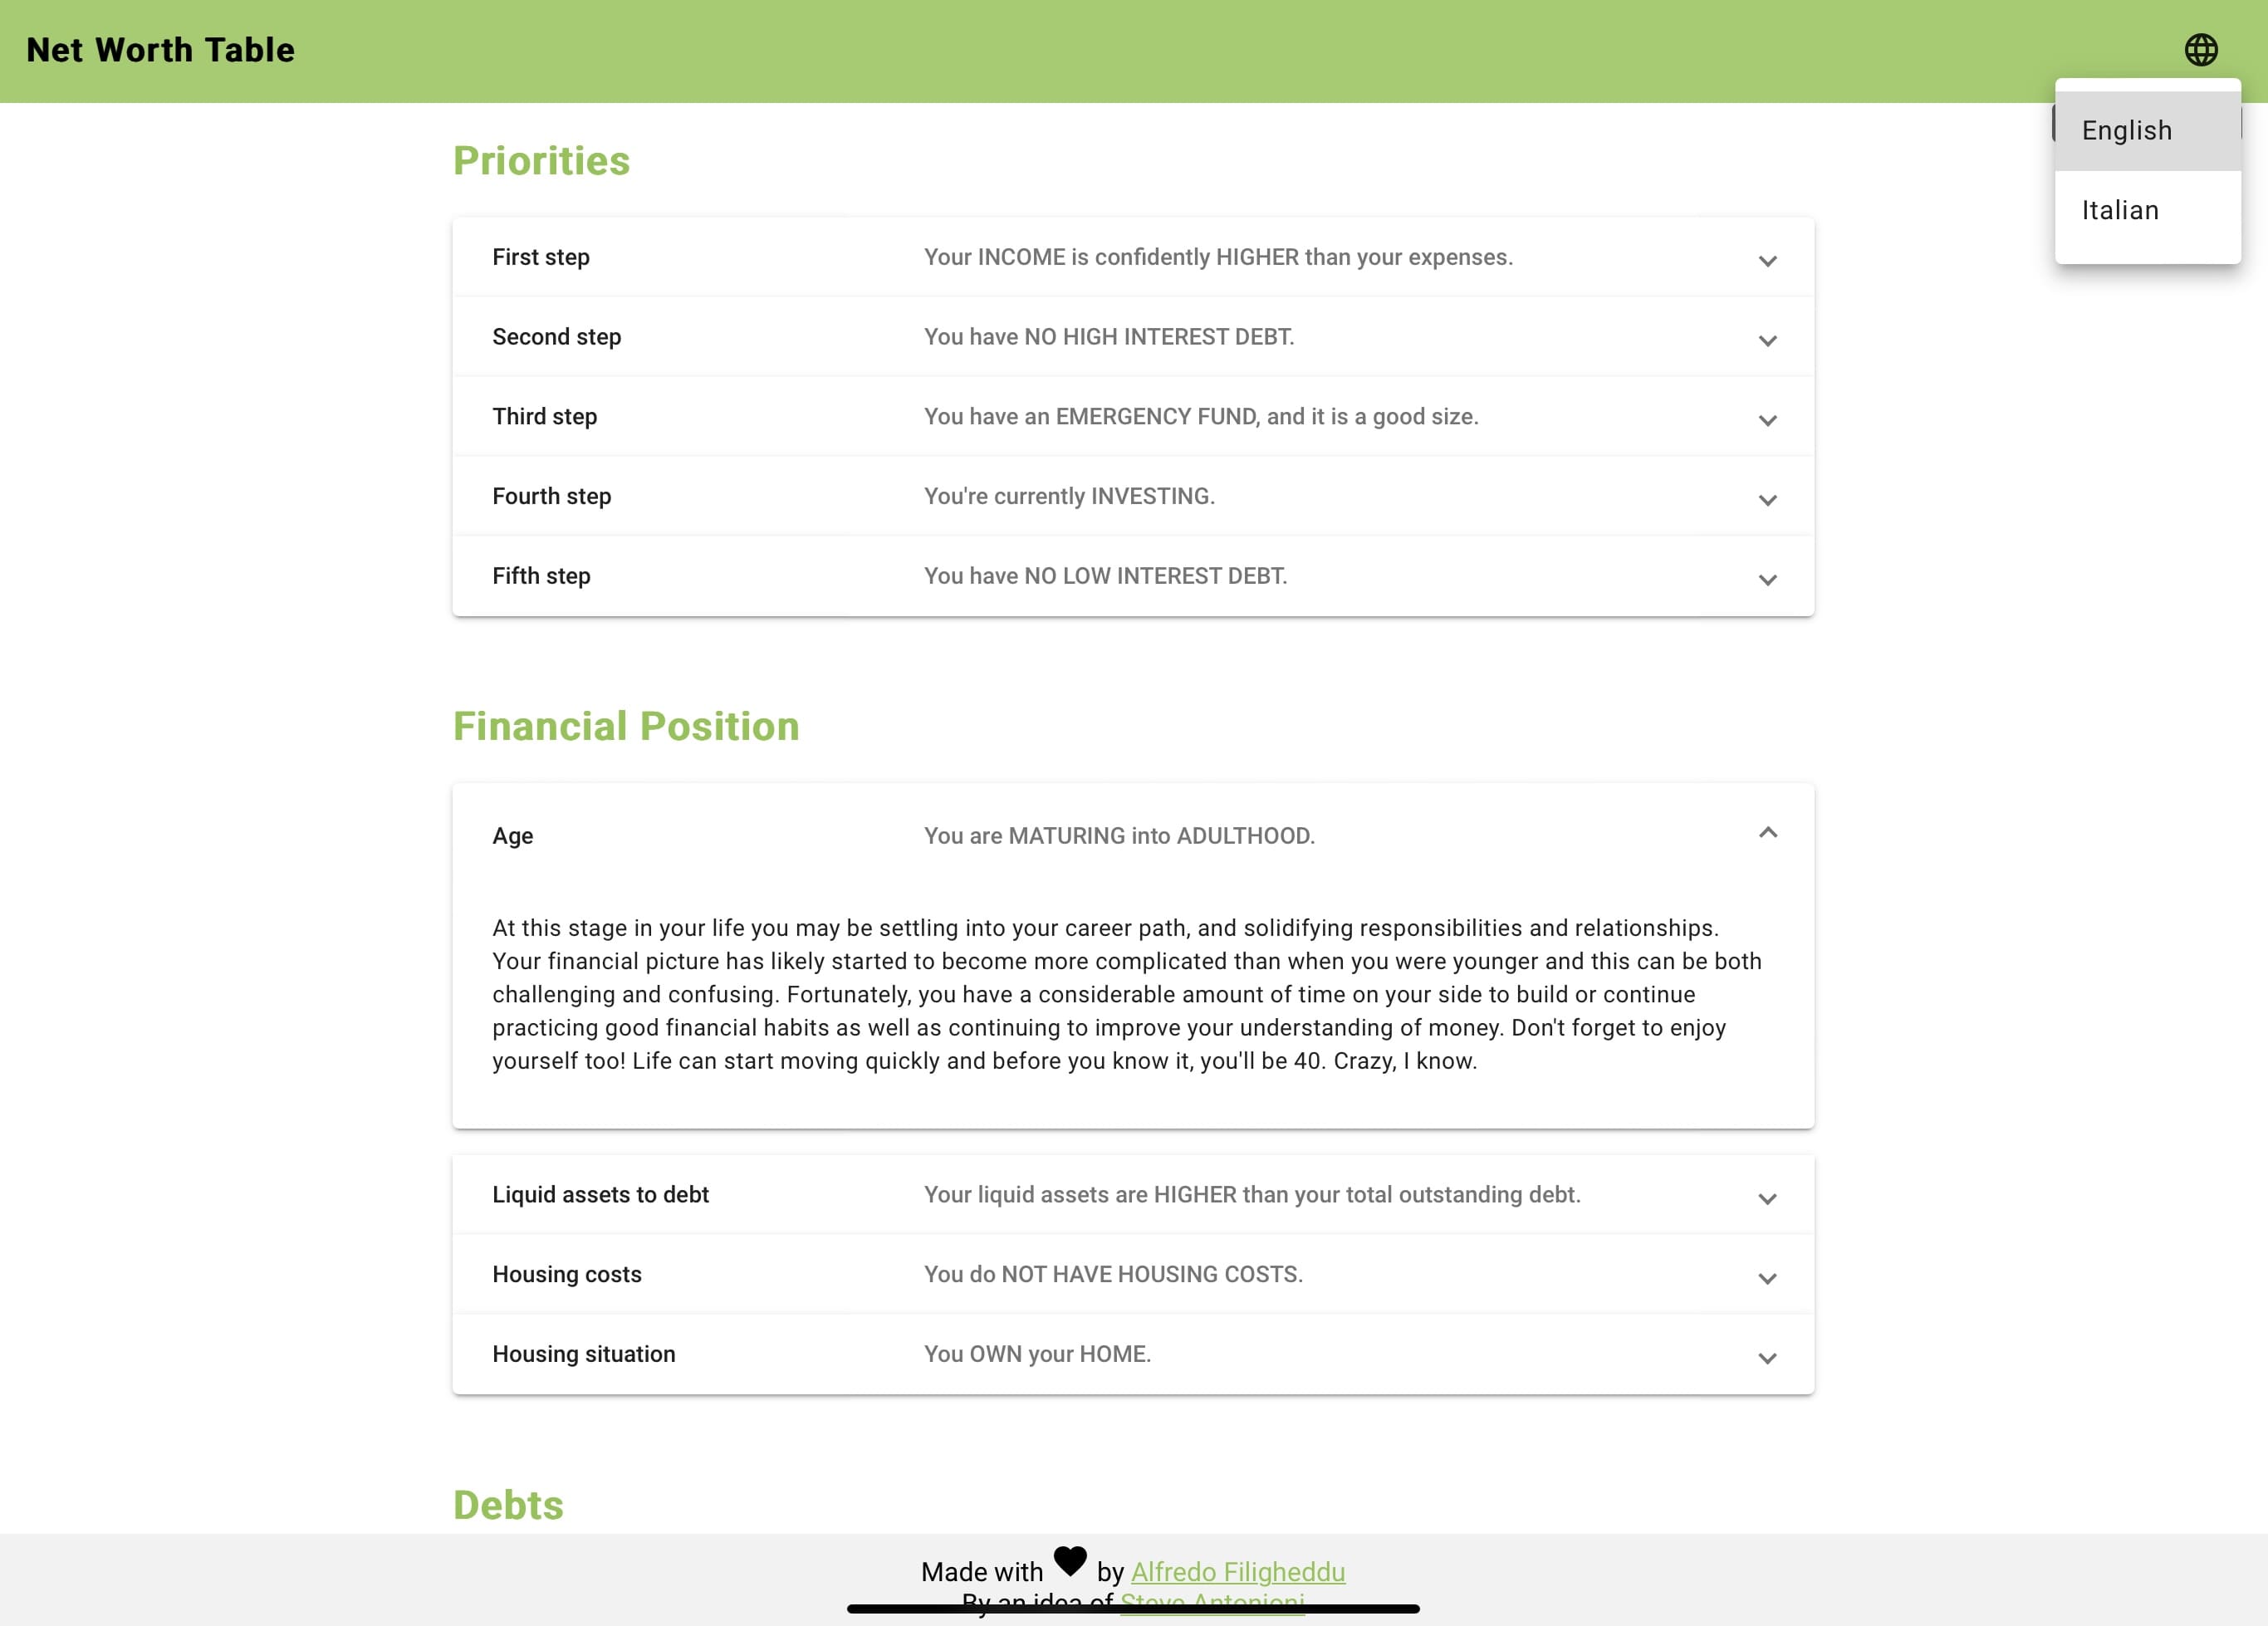 Net Worth Table
English
Italian
Priorities
First step Your INCOME is confidently HIGHER than your expenses.
Second step You have NO HIGH INTEREST DEBT.
Third step You have an EMERGENCY FUND, and it is a good size.
Fourth step You're currently INVESTING.
Fifth step You have NO LOW INTEREST DEBT.
Financial Position
Age You are MATURING into ADULTHOOD.
At this stage in your life you may be settling into your career path, and solidifying responsibilities and relationships.
Your financial picture has likely started to become more complicated than when you were younger and this can be both
challenging and confusing. Fortunately, you have a considerable amount of time on your side to build or continue
practicing good financial habits as well as continuing to improve your understanding of money. Don't forget to enjoy
yourself too! Life can start moving quickly and before you know it, you'll be 40. Crazy, I know.
Liquid assets to debt Your liquid assets are HIGHER than your total outstanding debt.
Housing costs You do NOT HAVE HOUSING COSTS.
Housing situation You OWN your HOME.
Debts
Made with by Alfredo Filigheddu
By an idea of Steve Antonioni